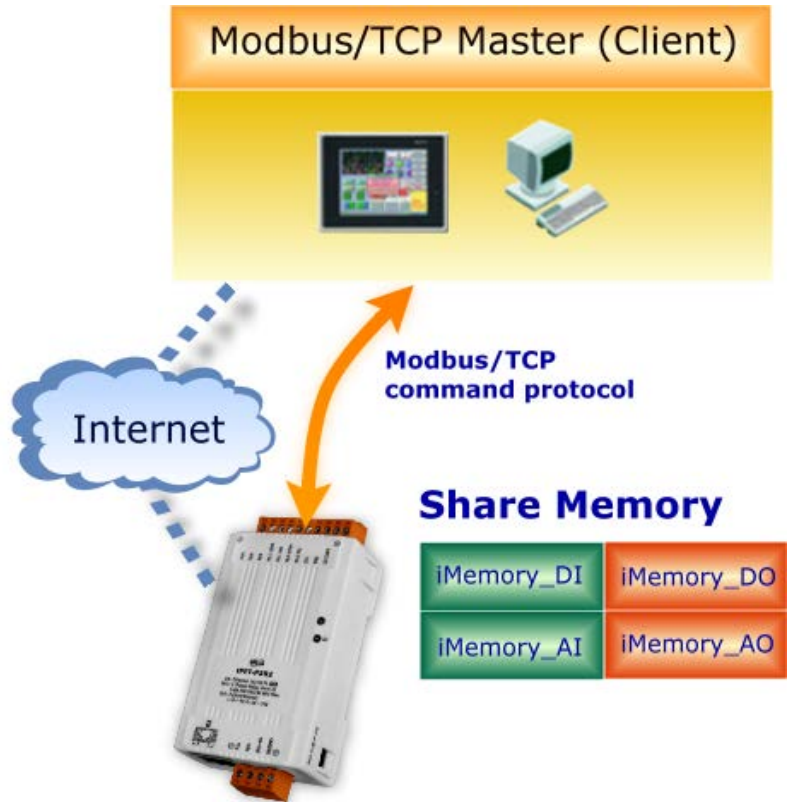 Modbus/TCP Master (Client)
Modbus/TCP
command protocol
Internet
Share Memory
iMemory_DI
iMemory_DO
iMemory_AI
iMemory_AO